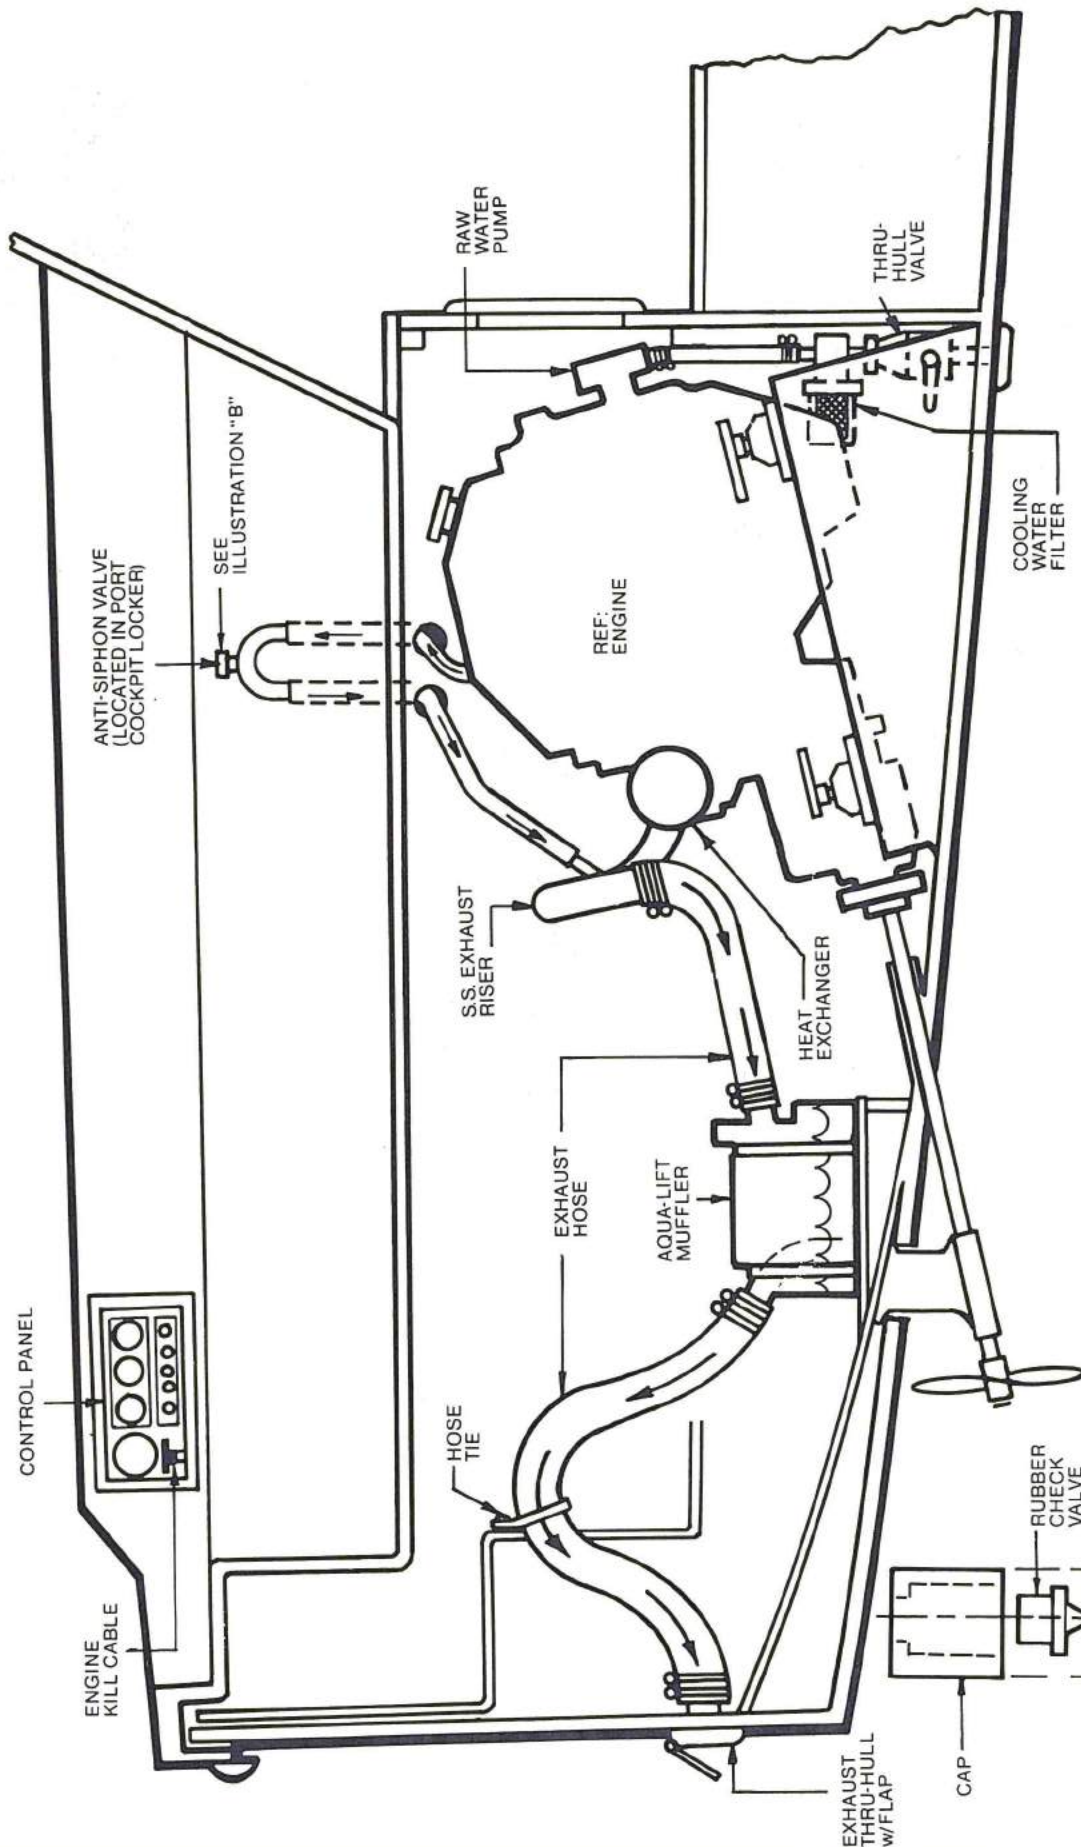 CONTROL PANEL
ENGINE
KILL CABLE
ANTI-SIPHON VALVE
(LOCATED IN PORT
COCKPIT LOCKER)
SEE
ILLUSTRATION "B"
RAW
WATER
PUMP
THRU-
HULL
VALVE
COOLING
WATER
FILTER
REF:
ENGINE
S.S. EXHAUST
RISER
HEAT
EXCHANGER
EXHAUST
HOSE
AQUA-LIFT
MUFFLER
HOSE
TIE
EXHAUST
THRU-HULL
w/FLAP
CAP
RUBBER
CHECK
VALVE